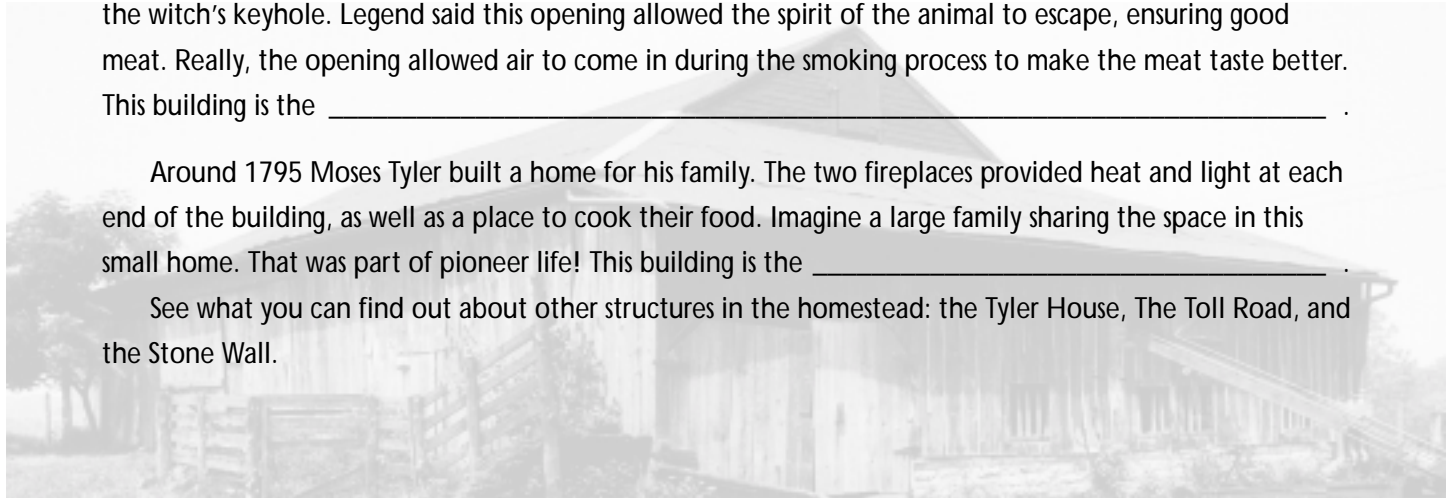 the witch's keyhole. Legend said this opening allowed the spirit of the animal to escape, ensuring good
meat. Really, the opening allowed air to come in during the smoking process to make the meat taste better.
This building is the ______________________________ .
Around 1795 Moses Tyler built a home for his family. The two fireplaces provided heat and light at each
end of the building, as well as a place to cook their food. Imagine a large family sharing the space in this
small home. That was part of pioneer life! This building is the ______________________________ .
See what you can find out about other structures in the homestead: the Tyler House, The Toll Road, and
the Stone Wall.